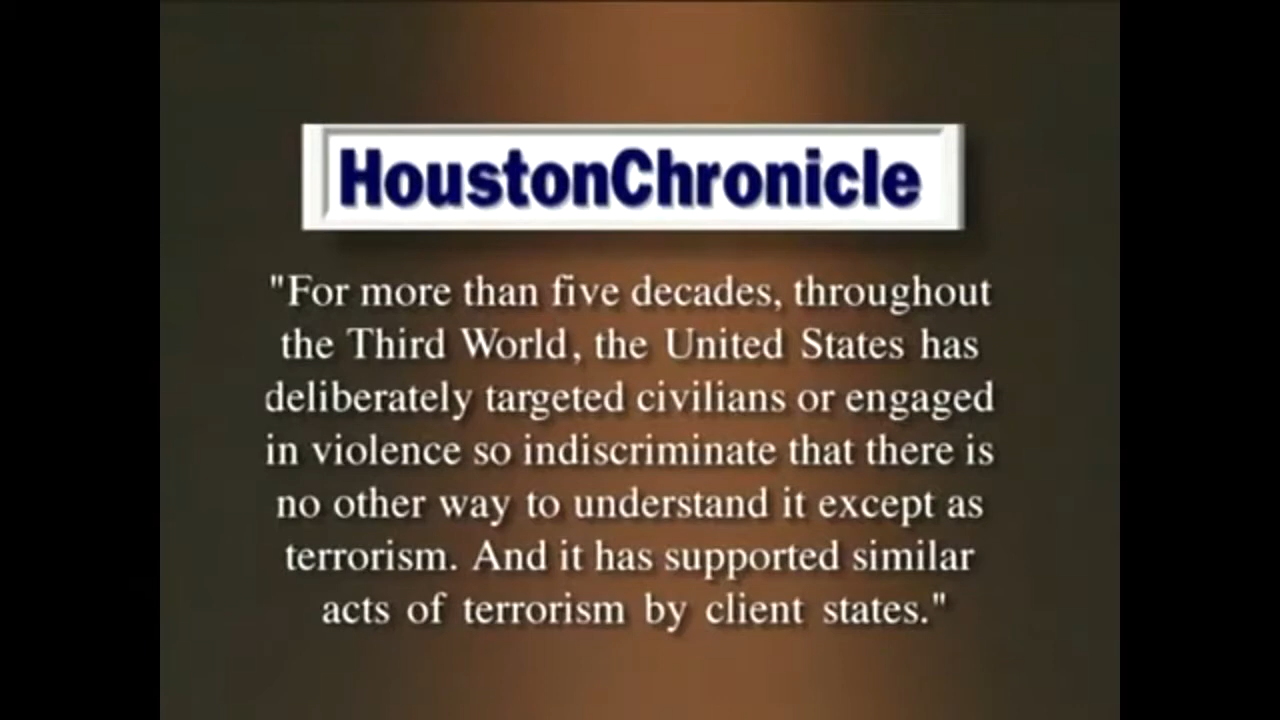 HoustonChronicle
"For more than five decades, throughout
the Third World, the United States has
deliberately targeted civilians or engaged
in violence so indiscriminate that there is
no other way to understand it except as
terrorism. And it has supported similar
acts of terrorism by client states."